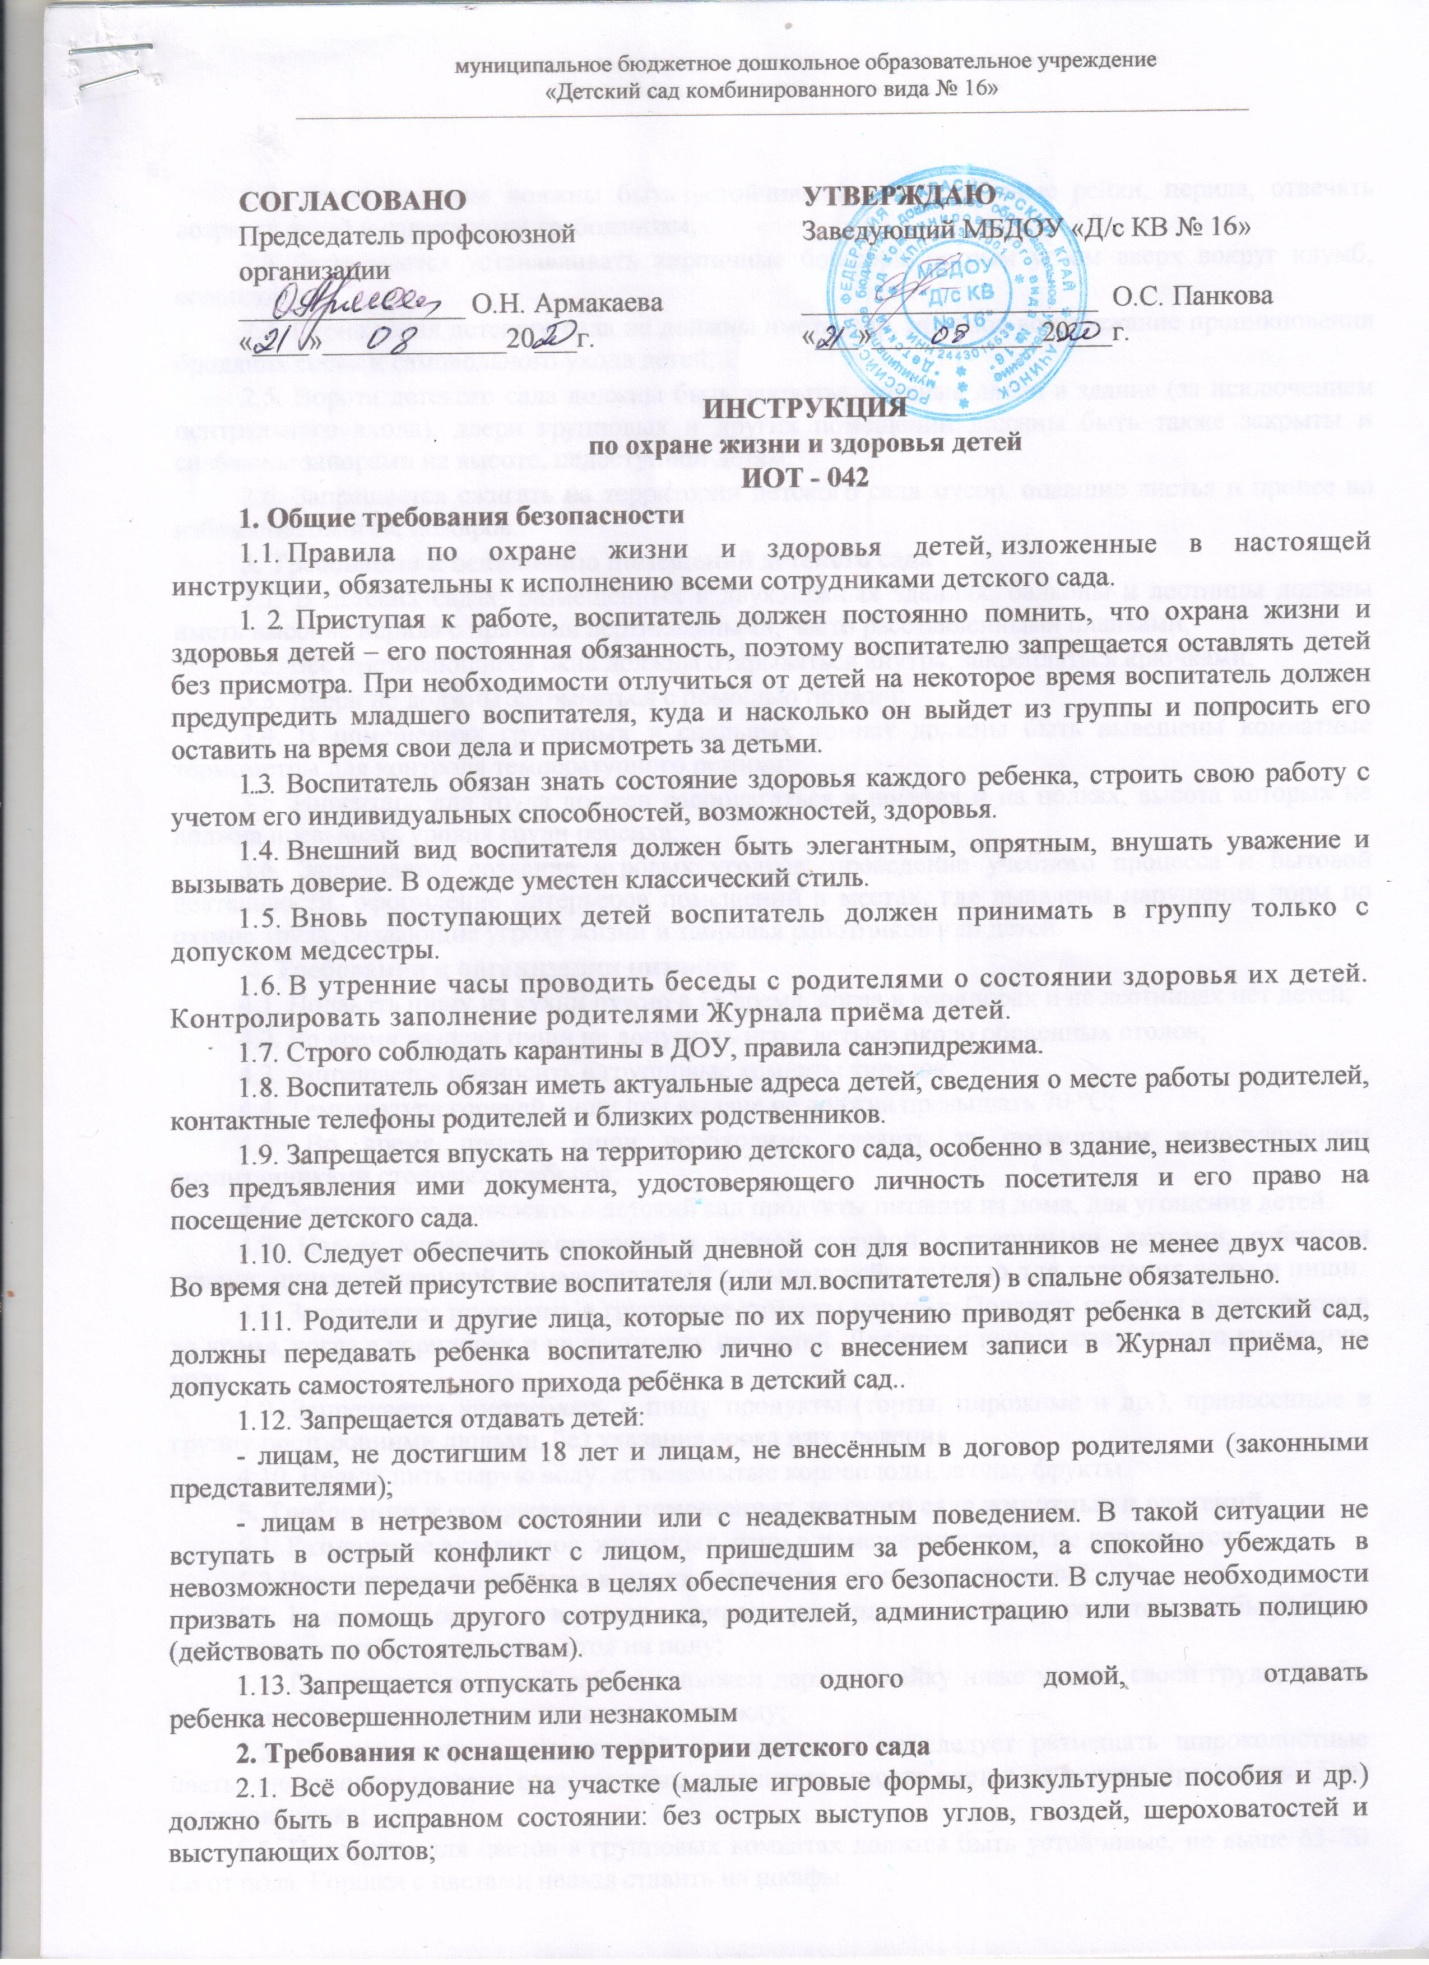 муниципальное бюджетное дошкольное образовательное учреждение
«Детский сад комбинированного вида № 16»
СОГЛАСОВАНО
Председатель профсоюзной
организации
О.Н. Армакаева
«21» 08 2020 г.
УТВЕРЖДАЮ
Заведующий МБДОУ «Д/с КВ № 16»
О.С. Панкова
«21» 08 2020 г.
МБДОУ
"Д/с КВ
№ 16"
ИНСТРУКЦИЯ
по охране жизни и здоровья детей
ИОТ - 042
1. Общие требования безопасности
1.1. Правила по охране жизни и здоровья детей, изложенные в настоящей
инструкции, обязательны к исполнению всеми сотрудниками детского сада.
1. 2. Приступая к работе, воспитатель должен постоянно помнить, что охрана жизни и
здоровья детей – его постоянная обязанность, поэтому воспитателю запрещается оставлять детей
без присмотра. При необходимости отлучиться от детей на некоторое время воспитатель должен
предупредить младшего воспитателя, куда и насколько он выйдет из группы и попросить его
оставить на время свои дела и присмотреть за детьми.
1..3. Воспитатель обязан знать состояние здоровья каждого ребенка, строить свою работу с
учетом его индивидуальных способностей, возможностей, здоровья.
1.4. Внешний вид воспитателя должен быть элегантным, опрятным, внушать уважение и
вызывать доверие. В одежде уместен классический стиль.
1.5. Вновь поступающих детей воспитатель должен принимать в группу только с
допуском медсестры.
1.6. В утренние часы проводить беседы с родителями о состоянии здоровья их детей.
Контролировать заполнение родителями Журнала приёма детей.
1.7. Строго соблюдать карантины в ДОУ, правила санэпидрежима.
1.8. Воспитатель обязан иметь актуальные адреса детей, сведения о месте работы родителей,
контактные телефоны родителей и близких родственников.
1.9. Запрещается впускать на территорию детского сада, особенно в здание, неизвестных лиц
без предъявления ими документа, удостоверяющего личность посетителя и его право на
посещение детского сада.
1.10. Следует обеспечить спокойный дневной сон для воспитанников не менее двух часов.
Во время сна детей присутствие воспитателя (или мл.воспитатетеля) в спальне обязательно.
1.11. Родители и другие лица, которые по их поручению приводят ребенка в детский сад,
должны передавать ребенка воспитателю лично с внесением записи в Журнал приёма, не
допускать самостоятельного прихода ребёнка в детский сад..
1.12. Запрещается отдавать детей:
- лицам, не достигшим 18 лет и лицам, не внесённым в договор родителями (законными
представителями);
- лицам в нетрезвом состоянии или с неадекватным поведением. В такой ситуации не
вступать в острый конфликт с лицом, пришедшим за ребенком, а спокойно убеждать в
невозможности передачи ребёнка в целях обеспечения его безопасности. В случае необходимости
призвать на помощь другого сотрудника, родителей, администрацию или вызвать полицию
(действовать по обстоятельствам).
1.13. Запрещается отпускать ребенка одного домой, отдавать
ребенка несовершеннолетним или незнакомым
2. Требования к оснащению территории детского сада
2.1. Всё оборудование на участке (малые игровые формы, физкультурные пособия и др.)
должно быть в исправном состоянии: без острых выступов углов, гвоздей, шероховатостей и
выступающих болтов;